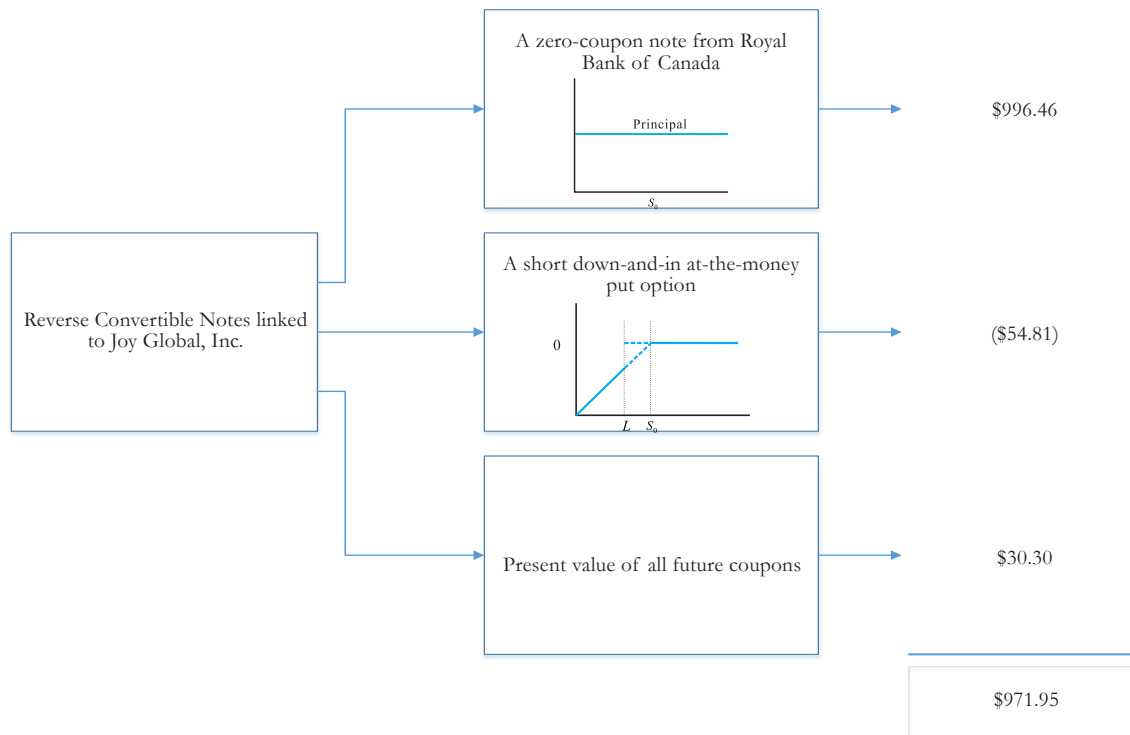 A zero-coupon note from Royal
Bank of Canada
Principal
S₀
$996.46
Reverse Convertible Notes linked
to Joy Global, Inc.
A short down-and-in at-the-money
put option
0
L S₀
($54.81)
Present value of all future coupons
$30.30
$971.95